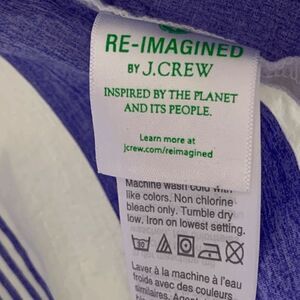 RE-IMAGINED
BY J.CREW
INSPIRED BY THE PLANET
AND ITS PEOPLE.
Learn more at
jcrew.com/reimagined
Machine wash cold with
like colors. Non chlorine
bleach only. Tumble dry
low. Iron on lowest setting.
Laver à la machine à l'eau
froide avec des couleurs
similaires.